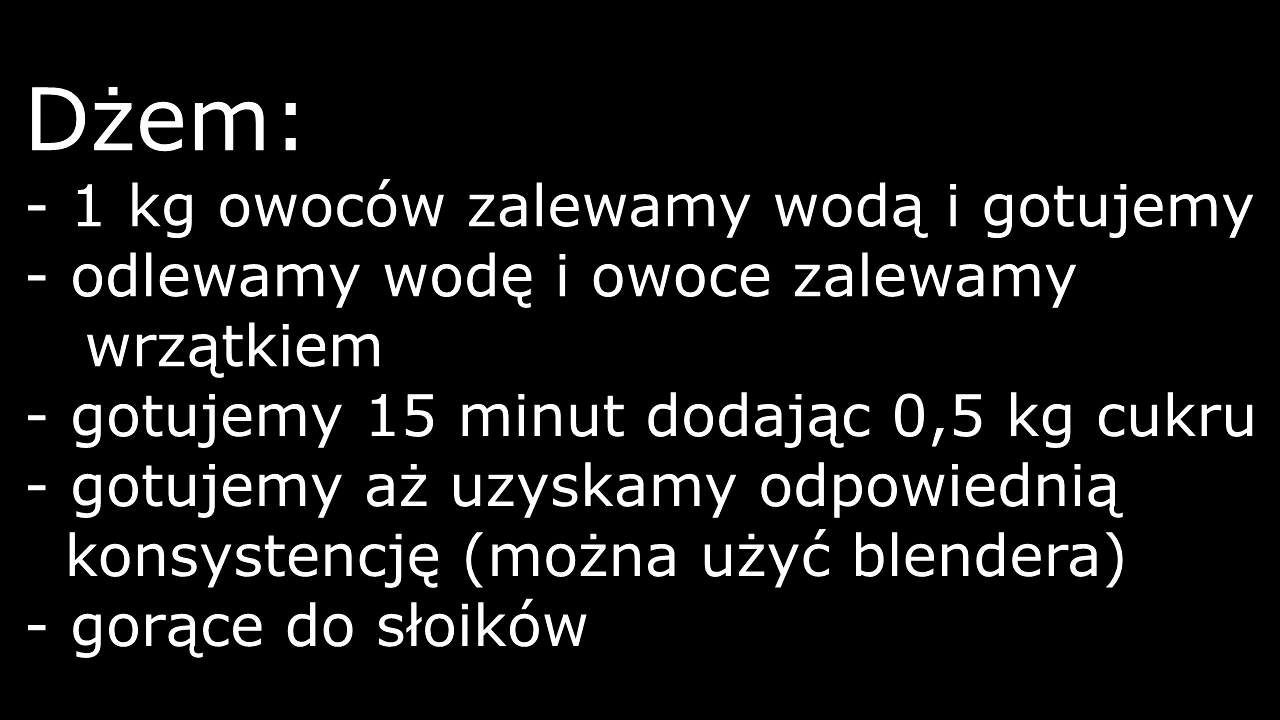 Dżem:
- 1 kg owoców zalewamy wodą i gotujemy
- odlewamy wodę i owoce zalewamy
wrzątkiem
- gotujemy 15 minut dodając 0,5 kg cukru
- gotujemy aż uzyskamy odpowiednią
konsystencję (można użyć blendera)
- gorące do słoików